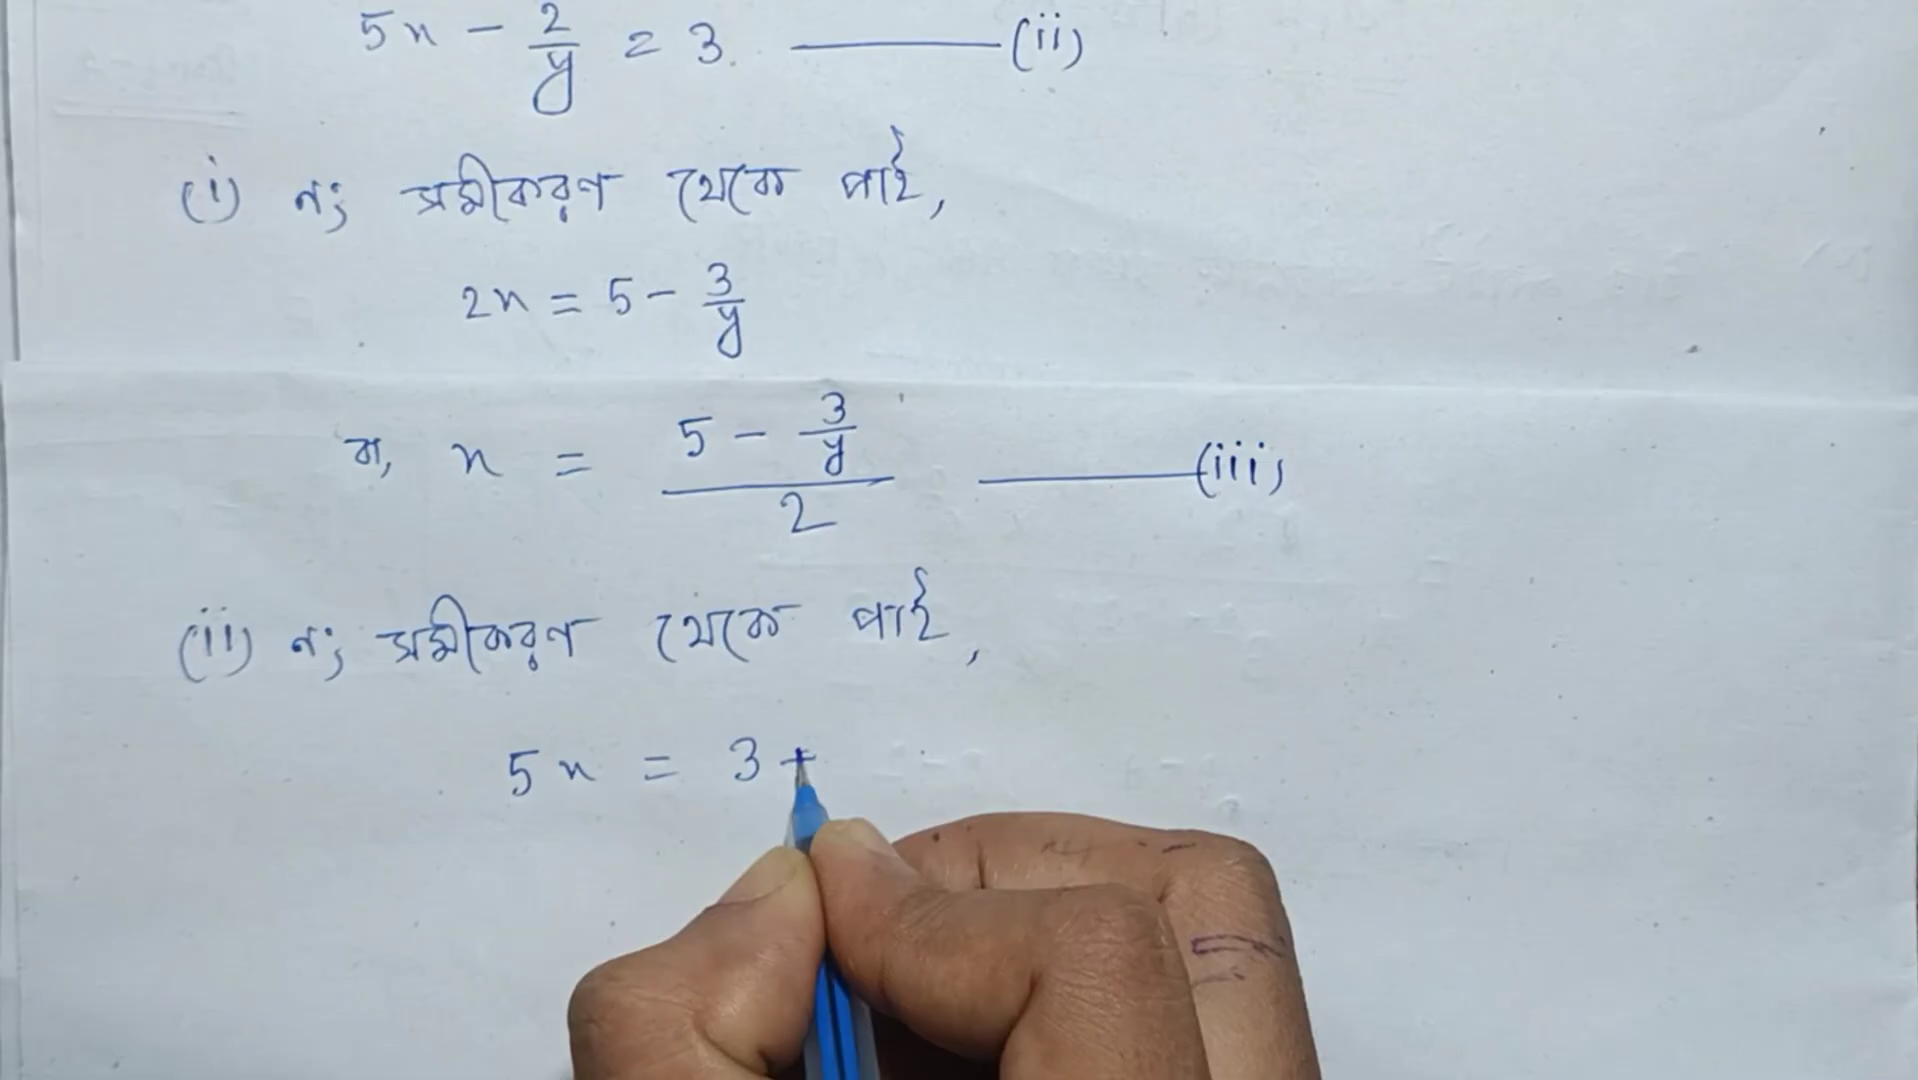 5x - 2/y = 3 ——— (ii)
(i) নং সমীকরণ থেকে পাই,
2x = 5 - 3/y
বা, x = (5 - 3/y)/2 ——— (iii)
(ii) নং সমীকরণ থেকে পাই,
5x = 3 +